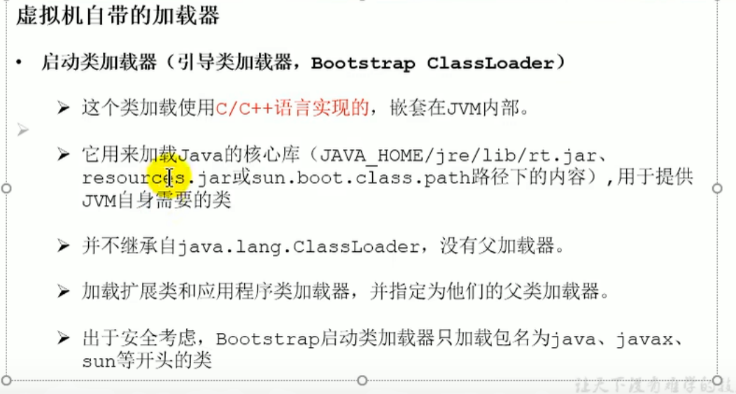 虚拟机自带的加载器
• 启动类加载器（引导类加载器，Bootstrap ClassLoader）
➢ 这个类加载使用C/C++语言实现的，嵌套在JVM内部。
➢
➢ 它用来加载Java的核心库（JAVA_HOME/jre/lib/rt.jar、
resources.jar或sun.boot.class.path路径下的内容）,用于提供
JVM自身需要的类
➢ 并不继承自java.lang.ClassLoader，没有父加载器。
➢ 加载扩展类和应用程序类加载器，并指定为他们的父类加载器。
➢ 出于安全考虑，Bootstrap启动类加载器只加载包名为java、javax、
sun等开头的类
让天下没有难学的技